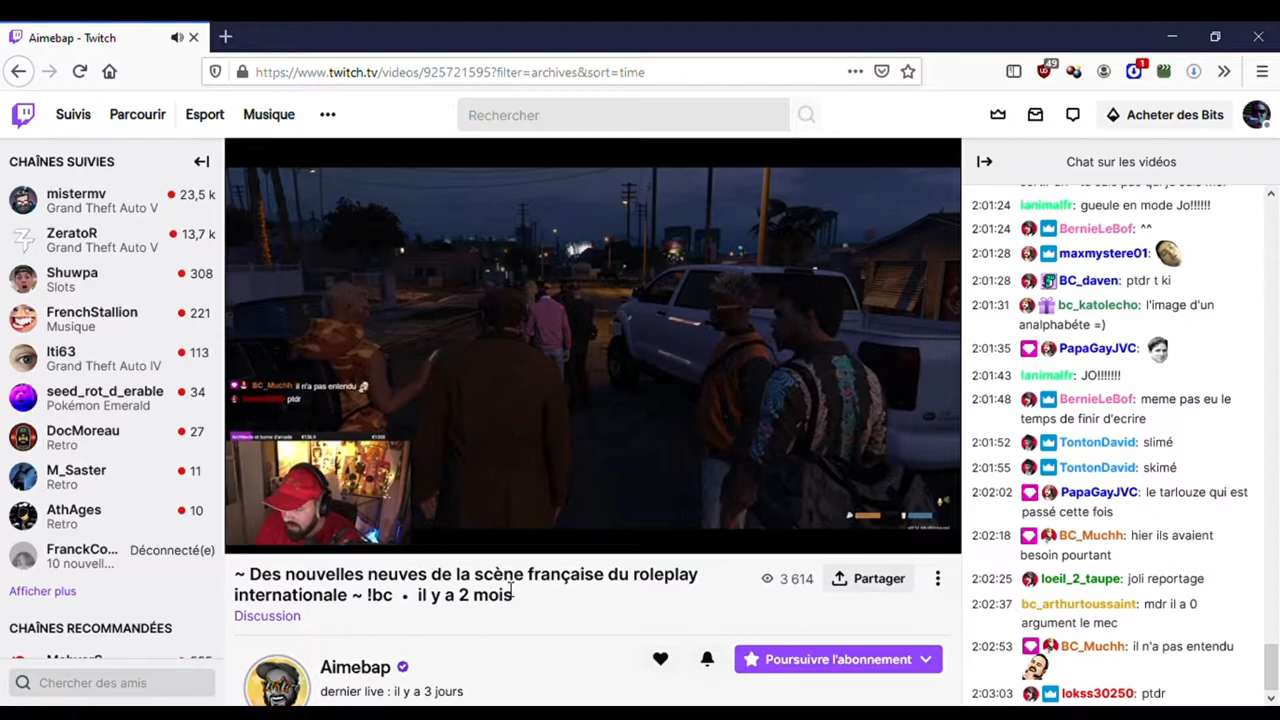 Aimebap - Twitch
https://www.twitch.tv/videos/925721595?filter=archives&sort=time
49
1
Suivis
Parcourir
Esport
Musique
Rechercher
Acheter des Bits
CHAÎNES SUIVIES
mistermv
23,5 k
Grand Theft Auto V
ZeratoR
13,7 k
Grand Theft Auto V
Shuwpa
308
Slots
FrenchStallion
221
Musique
Iti63
113
Grand Theft Auto IV
seed_rot_d_erable
34
Pokémon Emerald
DocMoreau
27
Retro
M_Saster
11
Retro
AthAges
10
Retro
FranckCo...
Déconnecté(e)
10 nouvell...
Afficher plus
CHAÎNES RECOMMANDÉES
Chercher des amis
BC_Muchh il n'a pas entendu
ptdr
~ Des nouvelles neuves de la scène française du roleplay
internationale ~ !bc • il y a 2 mois
Discussion
3 614
Partager
Aimebap
dernier live : il y a 3 jours
Poursuivre l'abonnement
Chat sur les vidéos
2:01:24 lanimalfr: gueule en mode Jo!!!!!!
2:01:24 BernieLeBof: ^^
2:01:28 maxmystere01:
2:01:28 BC_daven: ptdr t ki
2:01:31 bc_katolecho: l'image d'un
analphabéte =)
2:01:35 PapaGayJVC:
2:01:43 lanimalfr: JO!!!!!!!
2:01:48 BernieLeBof: meme pas eu le
temps de finir d'ecrire
2:01:52 TontonDavid: slimé
2:01:55 TontonDavid: skimé
2:02:02 PapaGayJVC: le tarlouze qui est
passé cette fois
2:02:18 BC_Muchh: hier ils avaient
besoin pourtant
2:02:25 loeil_2_taupe: joli reportage
2:02:37 bc_arthurtoussaint: mdr il a 0
argument le mec
2:02:53 BC_Muchh: il n'a pas entendu
2:03:03 lokss30250: ptdr